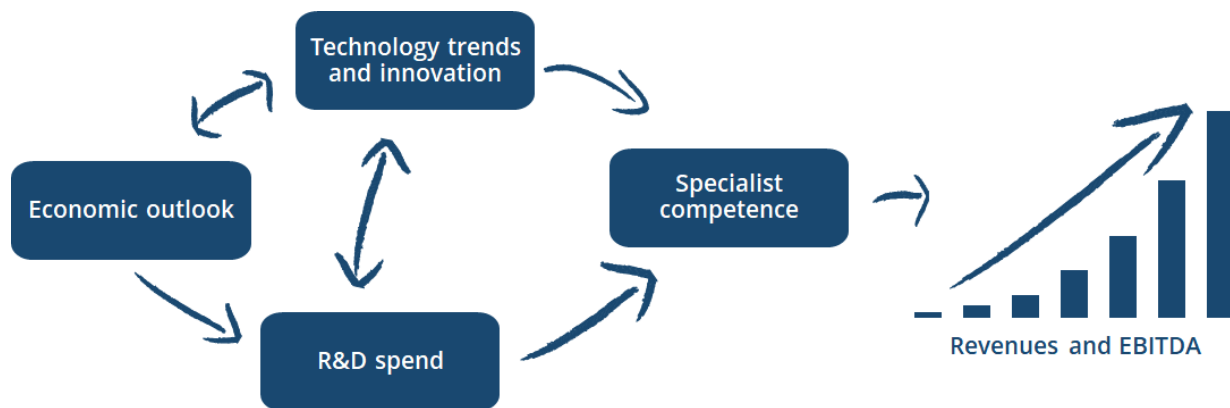 Technology trends
and innovation
Economic outlook
Specialist
competence
R&D spend
Revenues and EBITDA